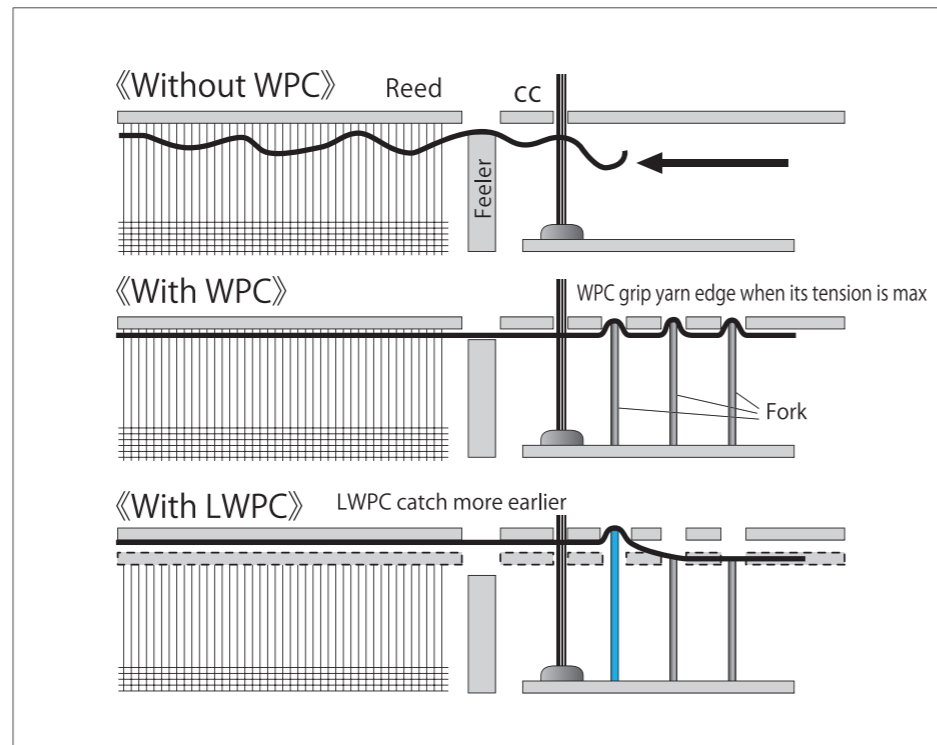 《Without WPC》 Reed CC
Feeler
《With WPC》 WPC grip yarn edge when its tension is max
Fork
《With LWPC》 LWPC catch more earlier